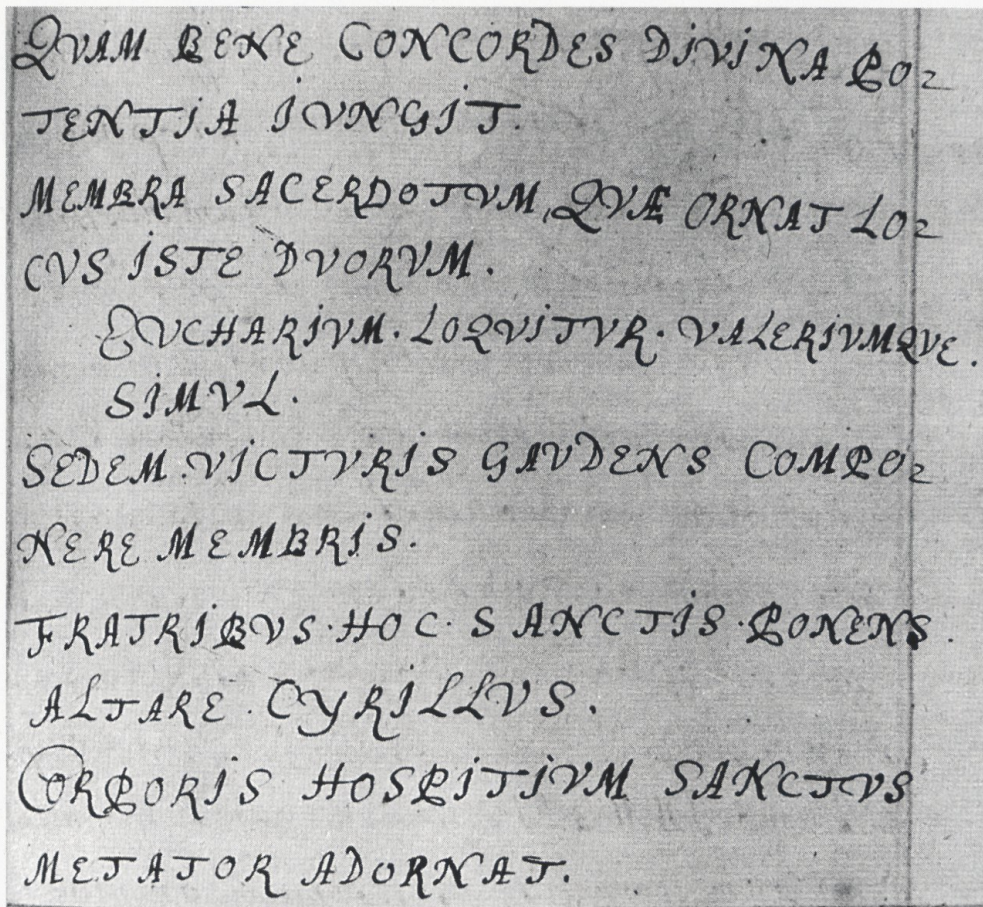 QVAM BENE CONCORDES DIVINA PO=
TENTIA IVNGIT.
MEMBRA SACERDOTVM, QVÆ ORNAT LO=
CVS ISTE DVORVM.
EVCHARIVM. LOQVITVR. VALERIVMQVE.
SIMVL.
SEDEM. VICTVRIS GAVDENS COMPO=
NERE MEMBRIS.
FRATRIBVS. HOC. SANCTIS. PONENS.
ALTARE. CYRILLVS.
CORPORIS HOSPITIVM SANCTVS
METATOR ADORNAT.